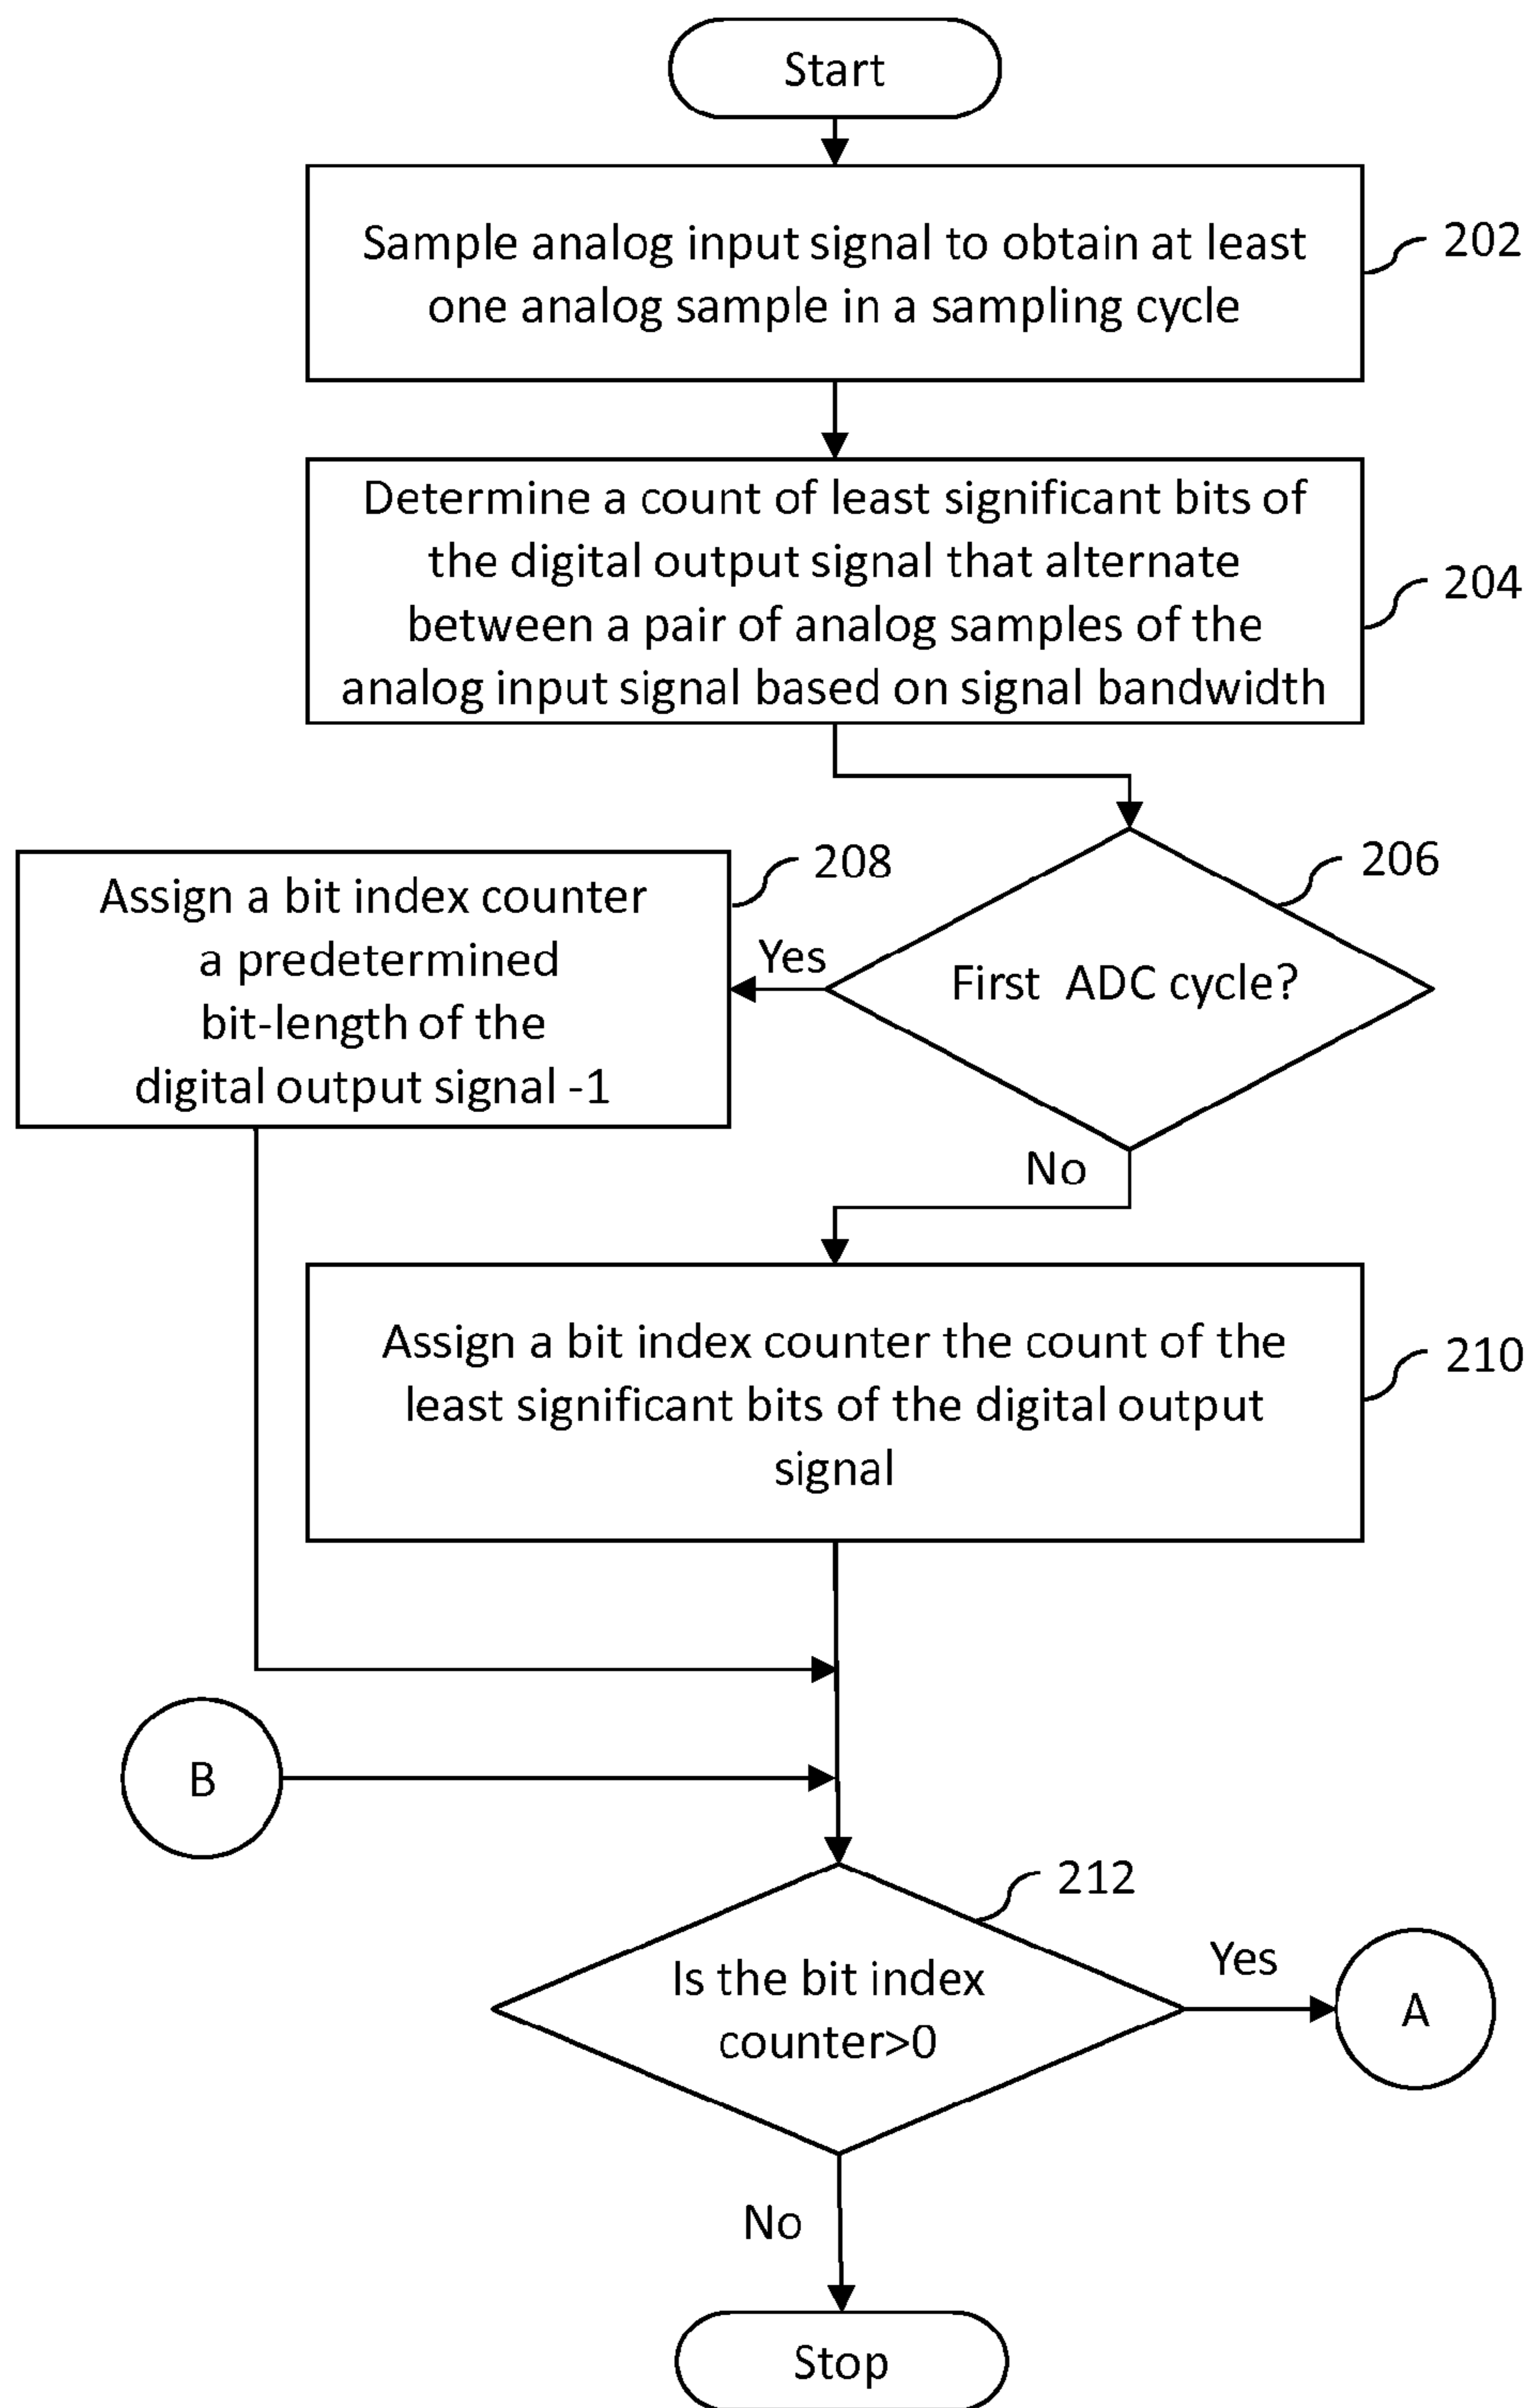 Start
Sample analog input signal to obtain at least
one analog sample in a sampling cycle
202
Determine a count of least significant bits of
the digital output signal that alternate
between a pair of analog samples of the
analog input signal based on signal bandwidth
204
206
First ADC cycle?
Yes
208
Assign a bit index counter
a predetermined
bit-length of the
digital output signal -1
No
Assign a bit index counter the count of the
least significant bits of the digital output
signal
210
B
212
Is the bit index
counter>0
Yes
A
No
Stop